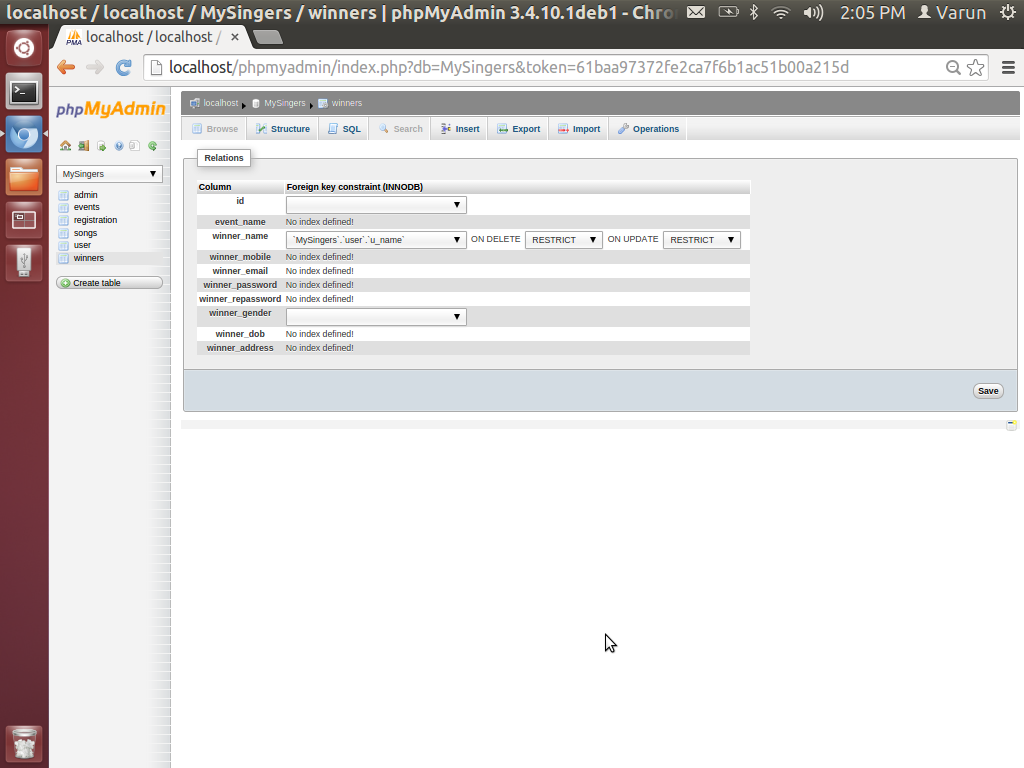 localhost / localhost / MySingers / winners | phpMyAdmin 3.4.10.1deb1 - Chro 2:05 PM Varun
PMA localhost / localhost / ×
localhost/phpmyadmin/index.php?db=MySingers&token=61baa97372fe2ca7f6b1ac51b00a215d
phpMyAdmin
MySingers
admin
events
registration
songs
user
winners
Create table
localhost MySingers winners
Browse Structure SQL Search Insert Export Import Operations
Relations
Column Foreign key constraint (INNODB)
id
event_name No index defined!
winner_name `MySingers`.`user`.`u_name` ON DELETE RESTRICT ON UPDATE RESTRICT
winner_mobile No index defined!
winner_email No index defined!
winner_password No index defined!
winner_repassword No index defined!
winner_gender
winner_dob No index defined!
winner_address No index defined!
Save